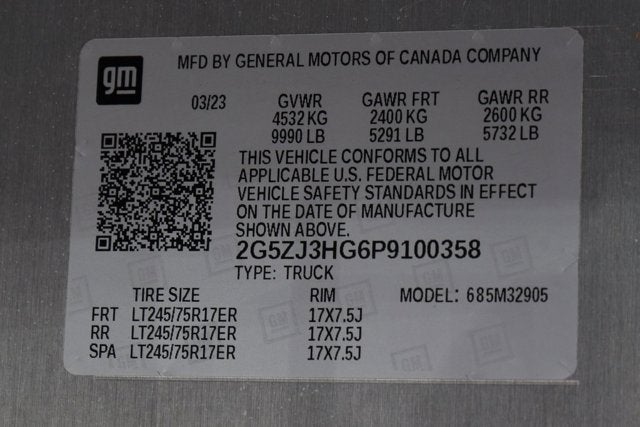 gm
MFD BY GENERAL MOTORS OF CANADA COMPANY
03/23 GVWR GAWR FRT GAWR RR
4532 KG 2400 KG 2600 KG
9990 LB 5291 LB 5732 LB
THIS VEHICLE CONFORMS TO ALL
APPLICABLE U.S. FEDERAL MOTOR
VEHICLE SAFETY STANDARDS IN EFFECT
ON THE DATE OF MANUFACTURE
SHOWN ABOVE.
2G5ZJ3HG6P9100358
TYPE: TRUCK
TIRE SIZE RIM MODEL: 685M32905
FRT LT245/75R17ER 17X7.5J
RR LT245/75R17ER 17X7.5J
SPA LT245/75R17ER 17X7.5J